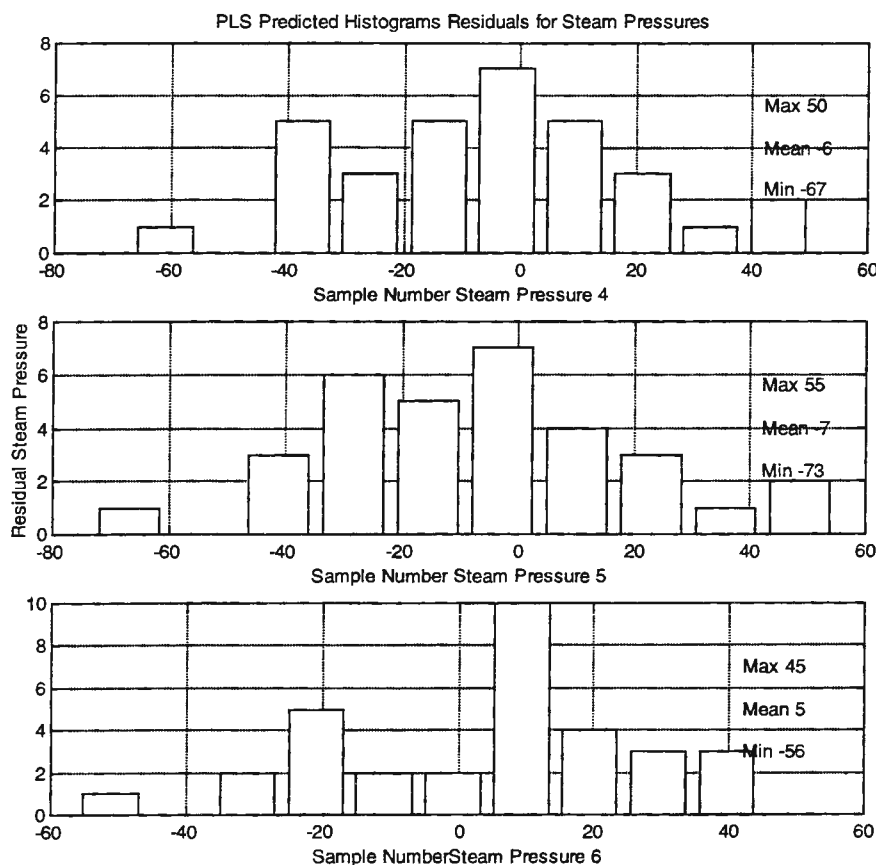 PLS Predicted Histograms Residuals for Steam Pressures
8
6
4
2
0
Max 50
Mean -6
Min -67
-80 -60 -40 -20 0 20 40 60
Sample Number Steam Pressure 4
Residual Steam Pressure
8
6
4
2
0
Max 55
Mean -7
Min -73
-80 -60 -40 -20 0 20 40 60
Sample Number Steam Pressure 5
10
8
6
4
2
0
Max 45
Mean 5
Min -56
-60 -40 -20 0 20 40 60
Sample NumberSteam Pressure 6